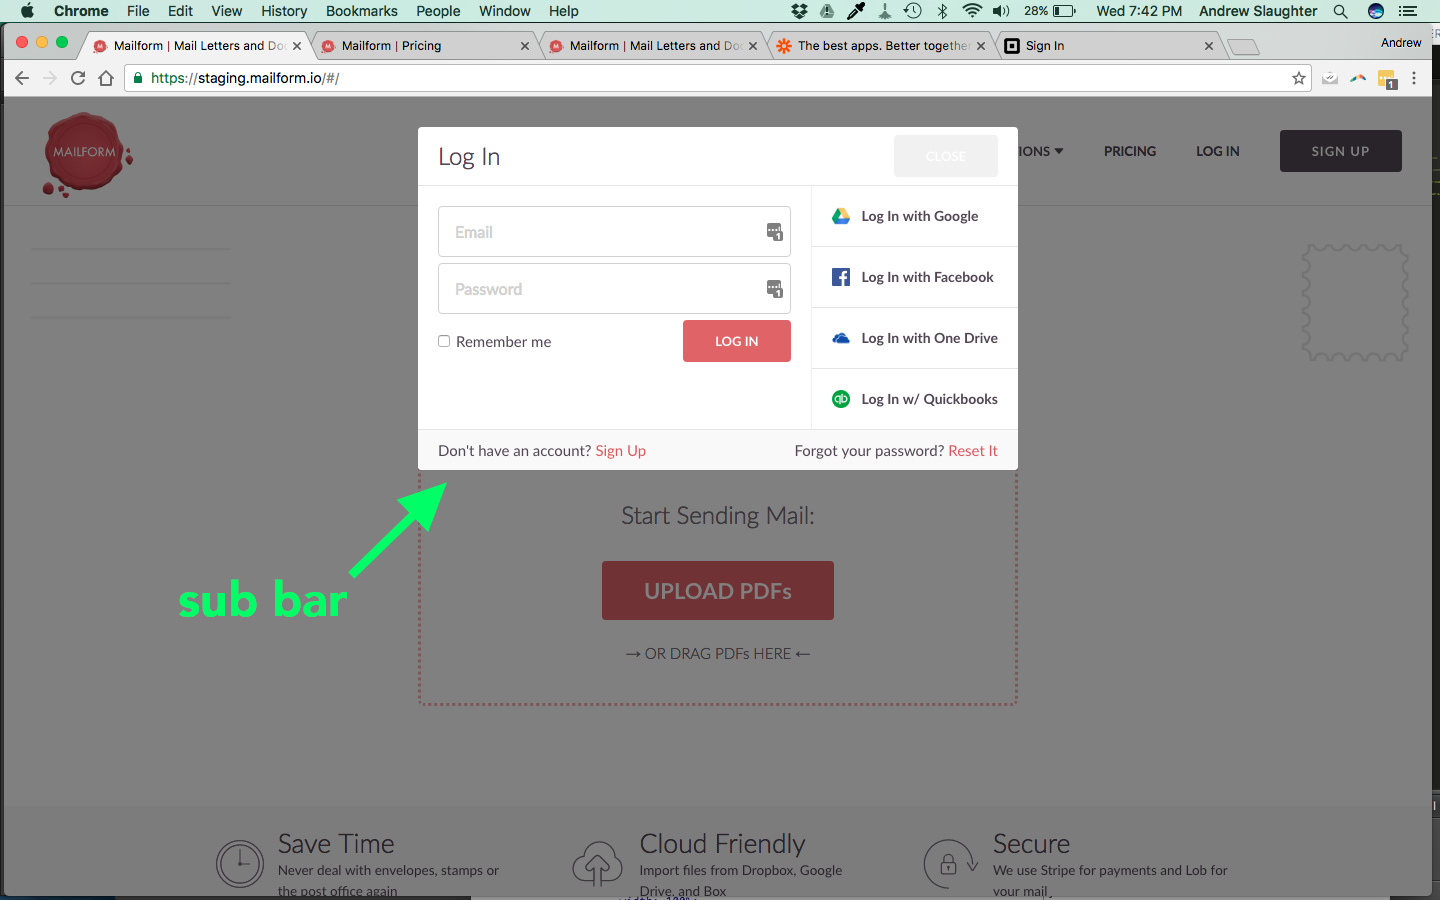 Chrome File Edit View History Bookmarks People Window Help 28% Wed 7:42 PM Andrew Slaughter
Mailform | Mail Letters and Doc Mailform | Pricing Mailform | Mail Letters and Doc The best apps. Better together Sign In Andrew
https://staging.mailform.io/#/
MAILFORM
IONS PRICING LOG IN SIGN UP
Log In CLOSE
Email
Password
Remember me LOG IN
Log In with Google
Log In with Facebook
Log In with One Drive
Log In w/ Quickbooks
Don't have an account? Sign Up Forgot your password? Reset It
sub bar
Start Sending Mail:
UPLOAD PDFs
→ OR DRAG PDFs HERE ←
Save Time
Never deal with envelopes, stamps or
the post office again
Cloud Friendly
Import files from Dropbox, Google
Drive, and Box
Secure
We use Stripe for payments and Lob for
your mail